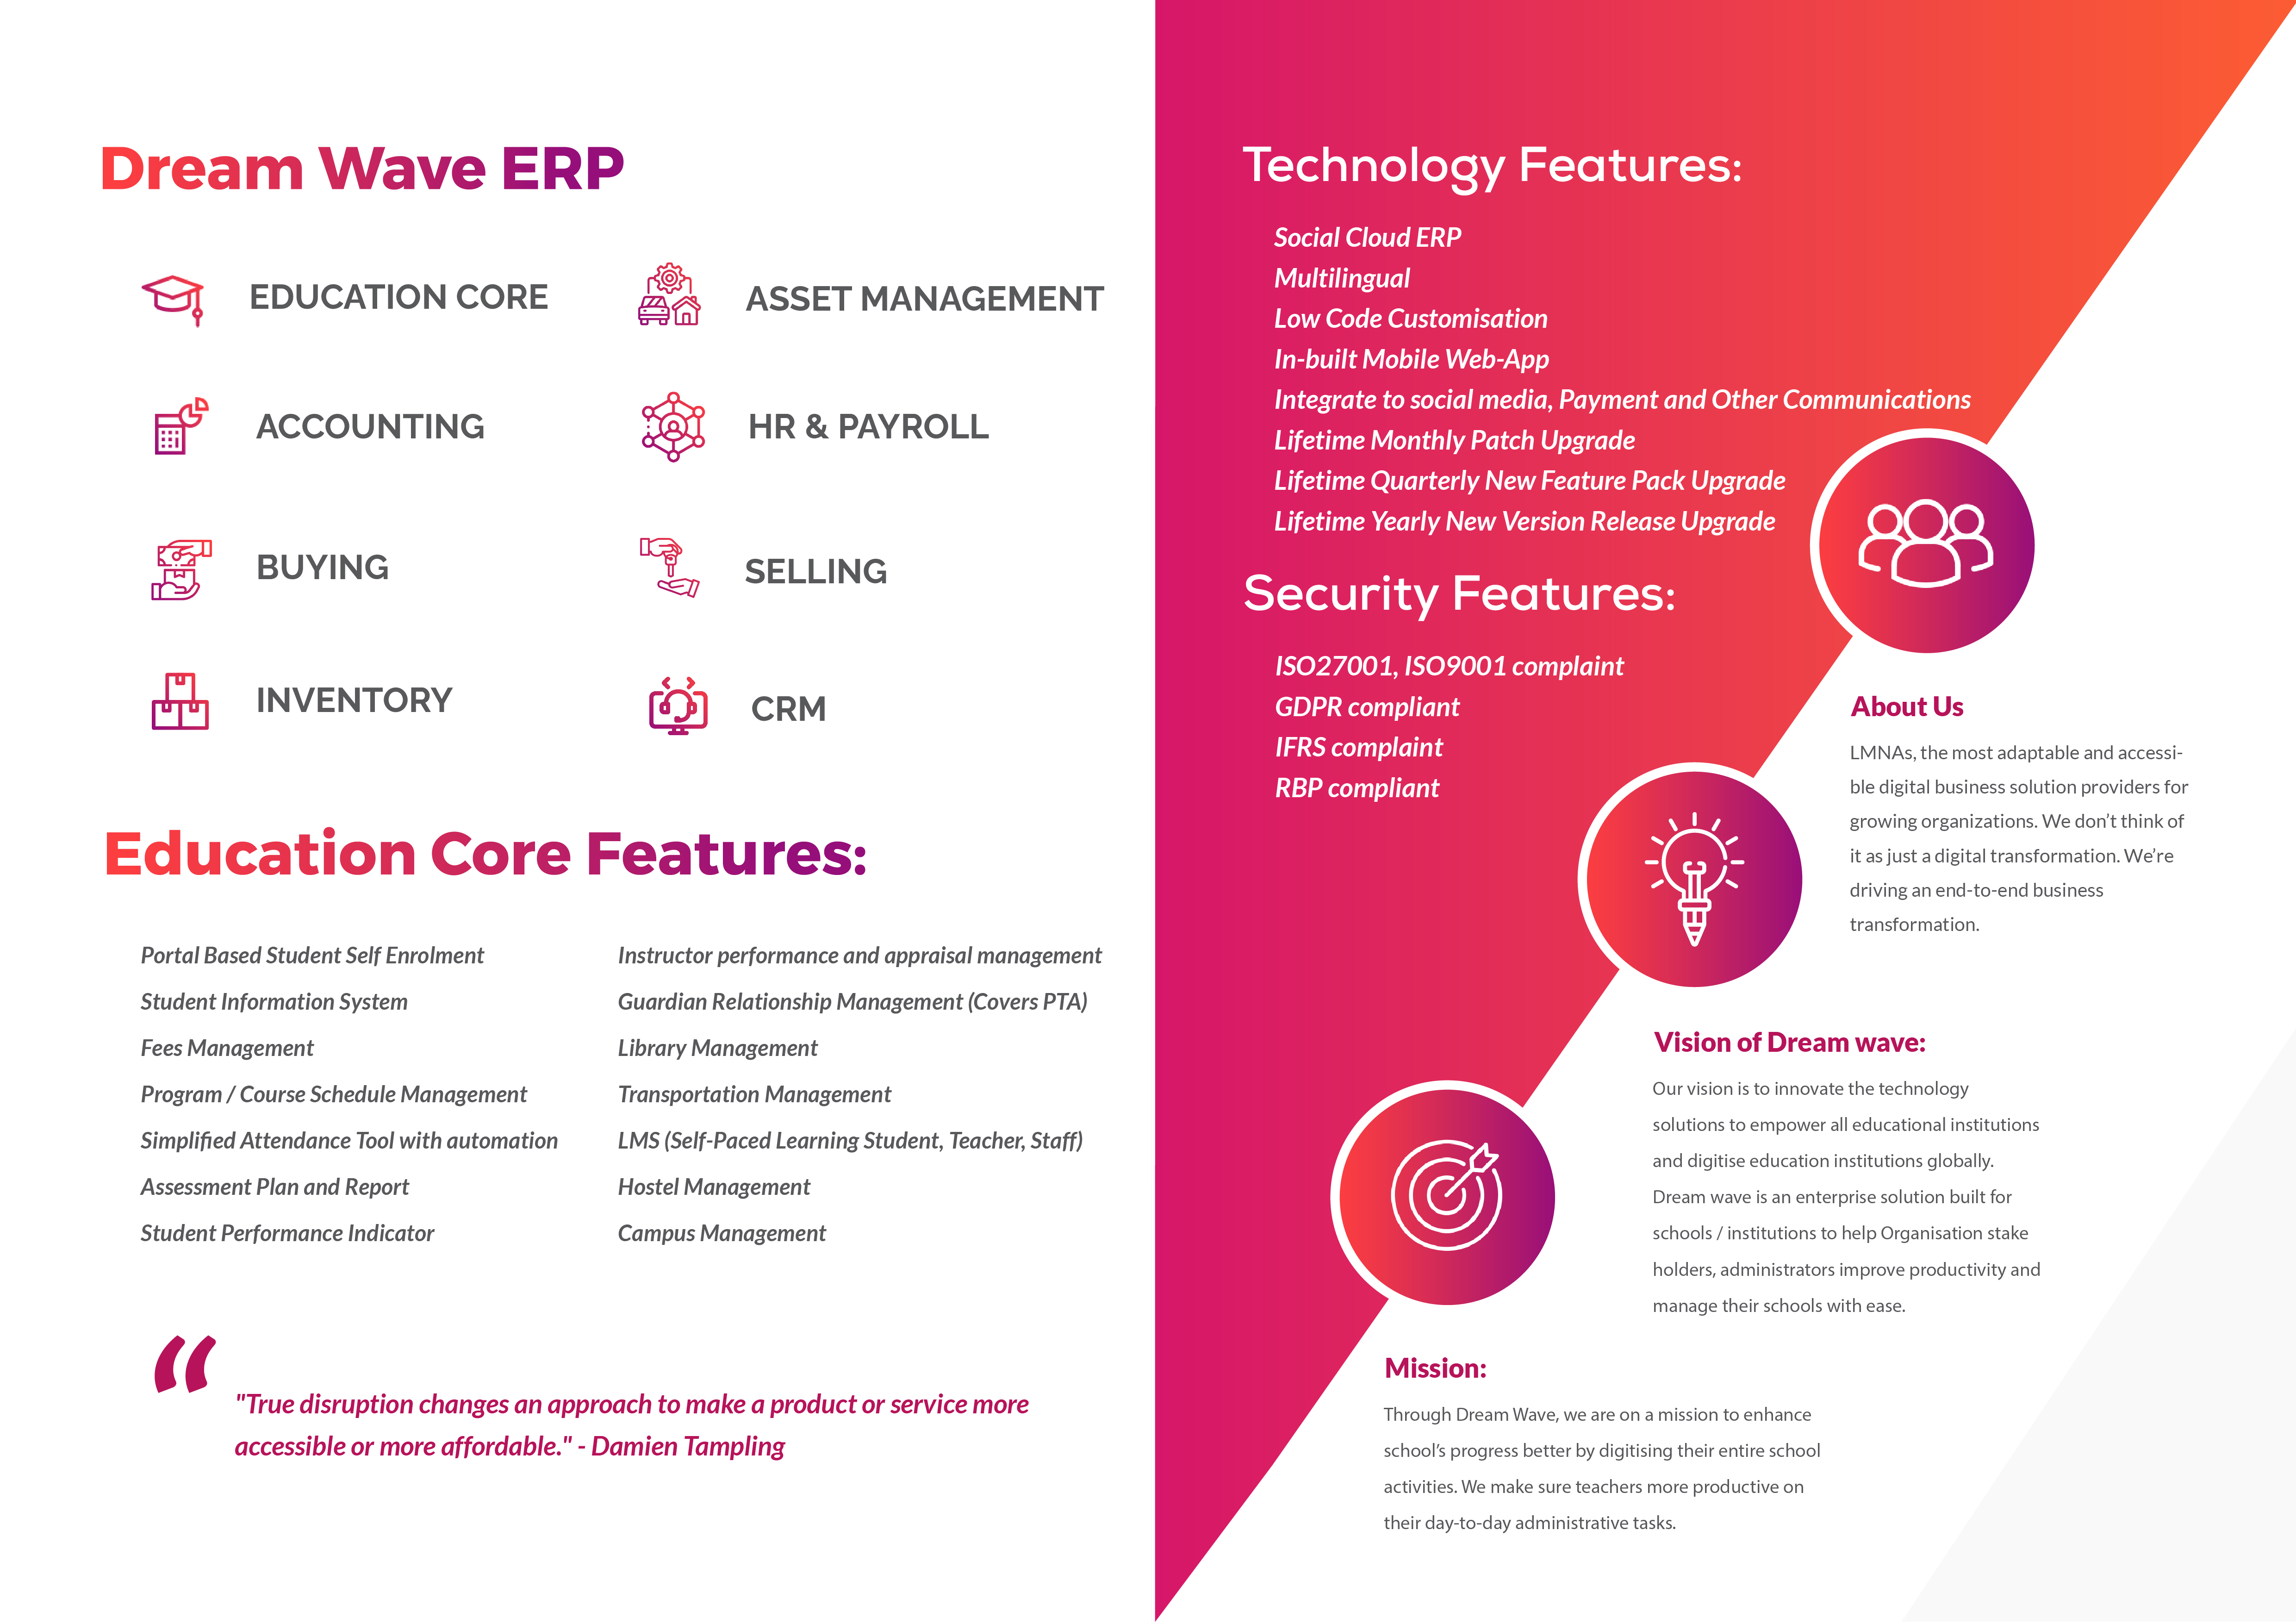 Dream Wave ERP
EDUCATION CORE
ASSET MANAGEMENT
ACCOUNTING
HR & PAYROLL
BUYING
SELLING
INVENTORY
CRM
Education Core Features:
Portal Based Student Self Enrolment
Student Information System
Fees Management
Program / Course Schedule Management
Simplified Attendance Tool with automation
Assessment Plan and Report
Student Performance Indicator
Instructor performance and appraisal management
Guardian Relationship Management (Covers PTA)
Library Management
Transportation Management
LMS (Self-Paced Learning Student, Teacher, Staff)
Hostel Management
Campus Management
“
"True disruption changes an approach to make a product or service more
accessible or more affordable." - Damien Tampling
Technology Features:
Social Cloud ERP
Multilingual
Low Code Customisation
In-built Mobile Web-App
Integrate to social media, Payment and Other Communications
Lifetime Monthly Patch Upgrade
Lifetime Quarterly New Feature Pack Upgrade
Lifetime Yearly New Version Release Upgrade
Security Features:
ISO27001, ISO9001 complaint
GDPR compliant
IFRS complaint
RBP compliant
About Us
LMNAs, the most adaptable and accessi-
ble digital business solution providers for
growing organizations. We don’t think of
it as just a digital transformation. We’re
driving an end-to-end business
transformation.
Vision of Dream wave:
Our vision is to innovate the technology
solutions to empower all educational institutions
and digitise education institutions globally.
Dream wave is an enterprise solution built for
schools / institutions to help Organisation stake
holders, administrators improve productivity and
manage their schools with ease.
Mission:
Through Dream Wave, we are on a mission to enhance
school’s progress better by digitising their entire school
activities. We make sure teachers more productive on
their day-to-day administrative tasks.